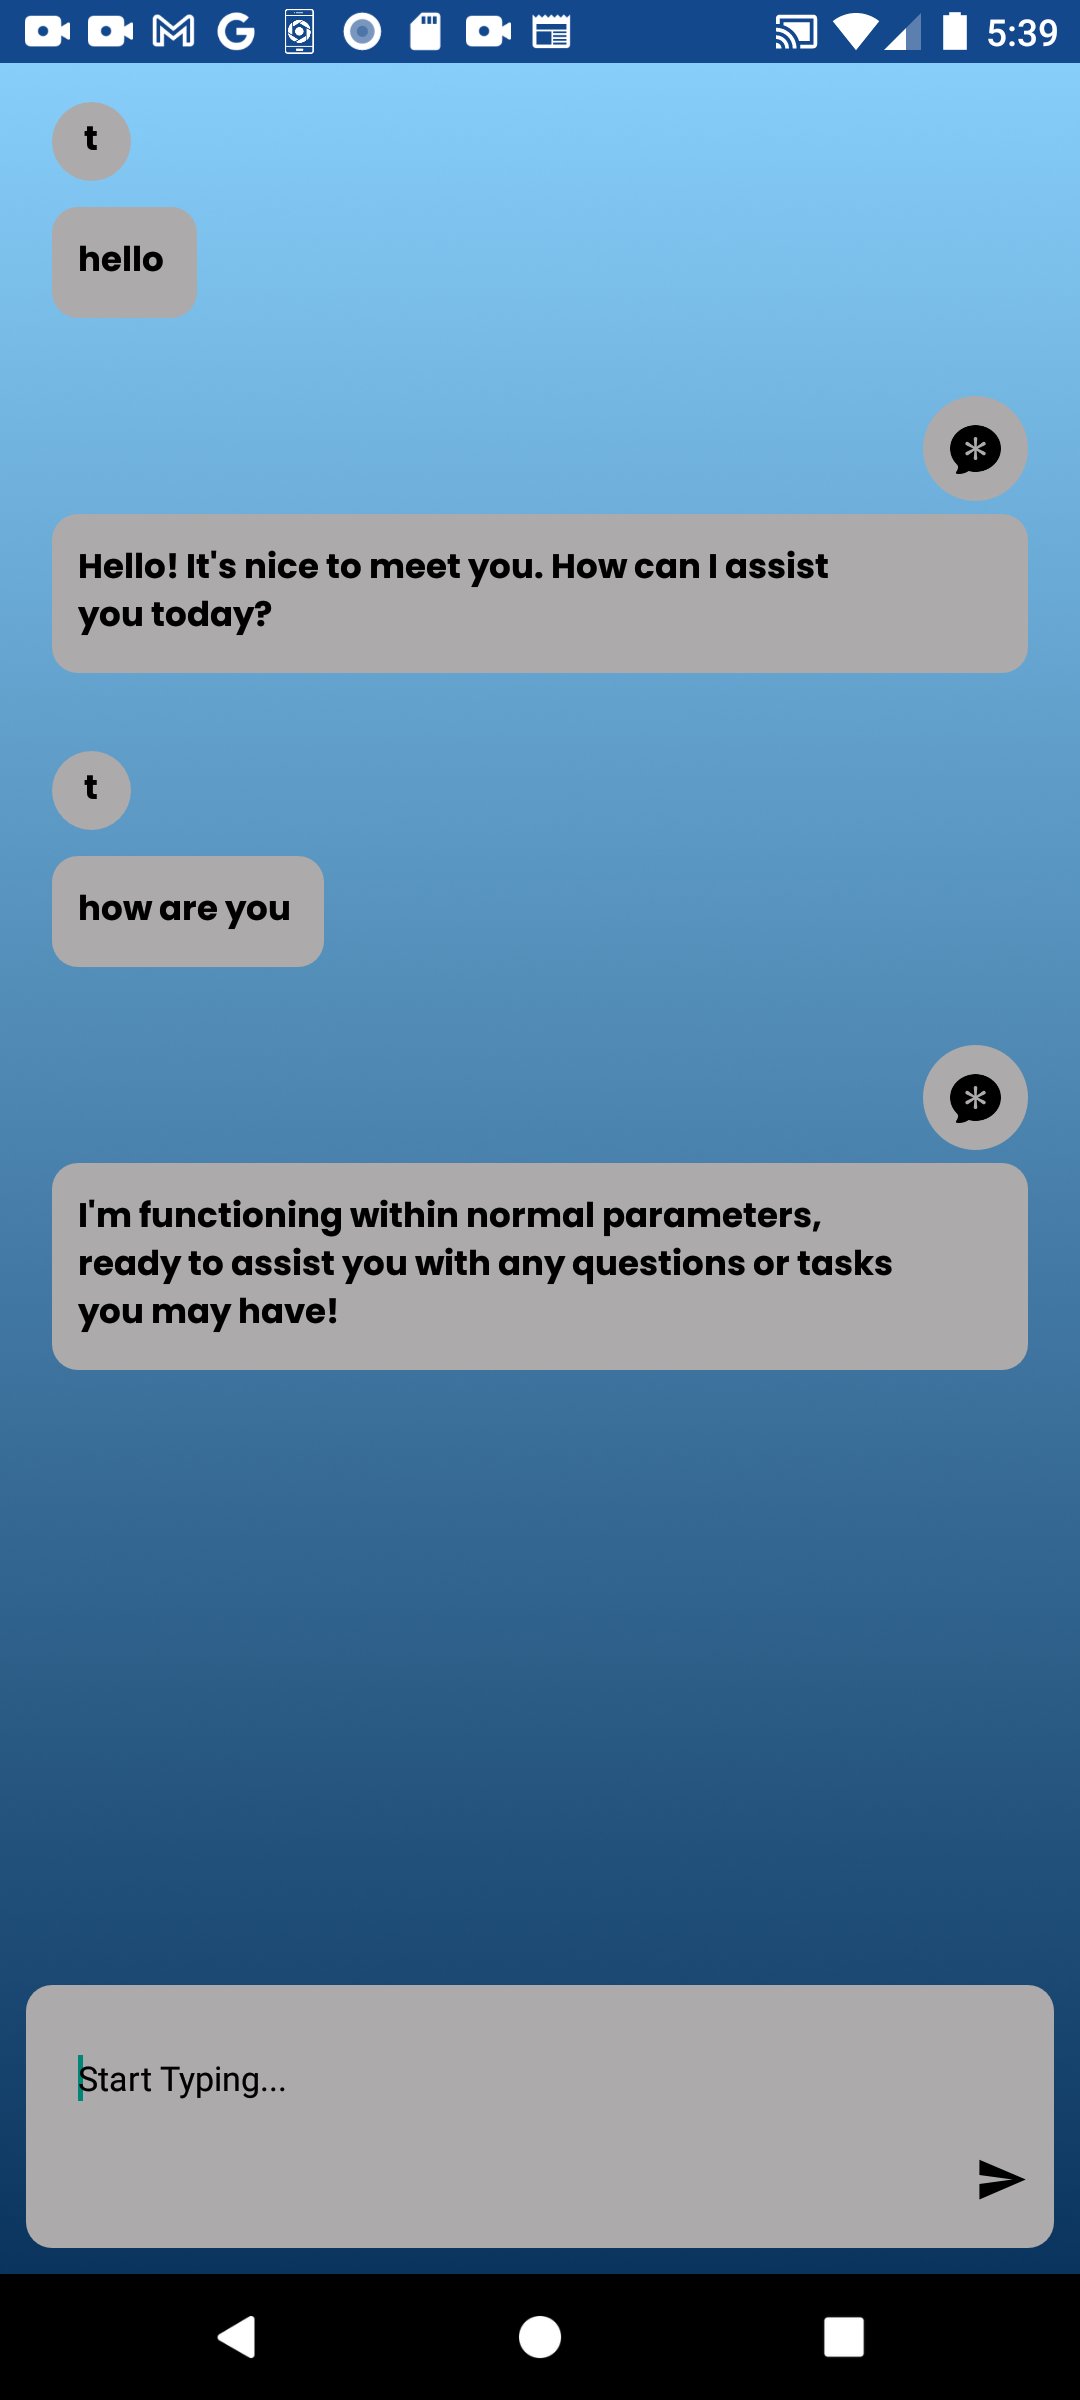 5:39
t
hello
Hello! It's nice to meet you. How can I assist
you today?
t
how are you
I'm functioning within normal parameters,
ready to assist you with any questions or tasks
you may have!
Start Typing...